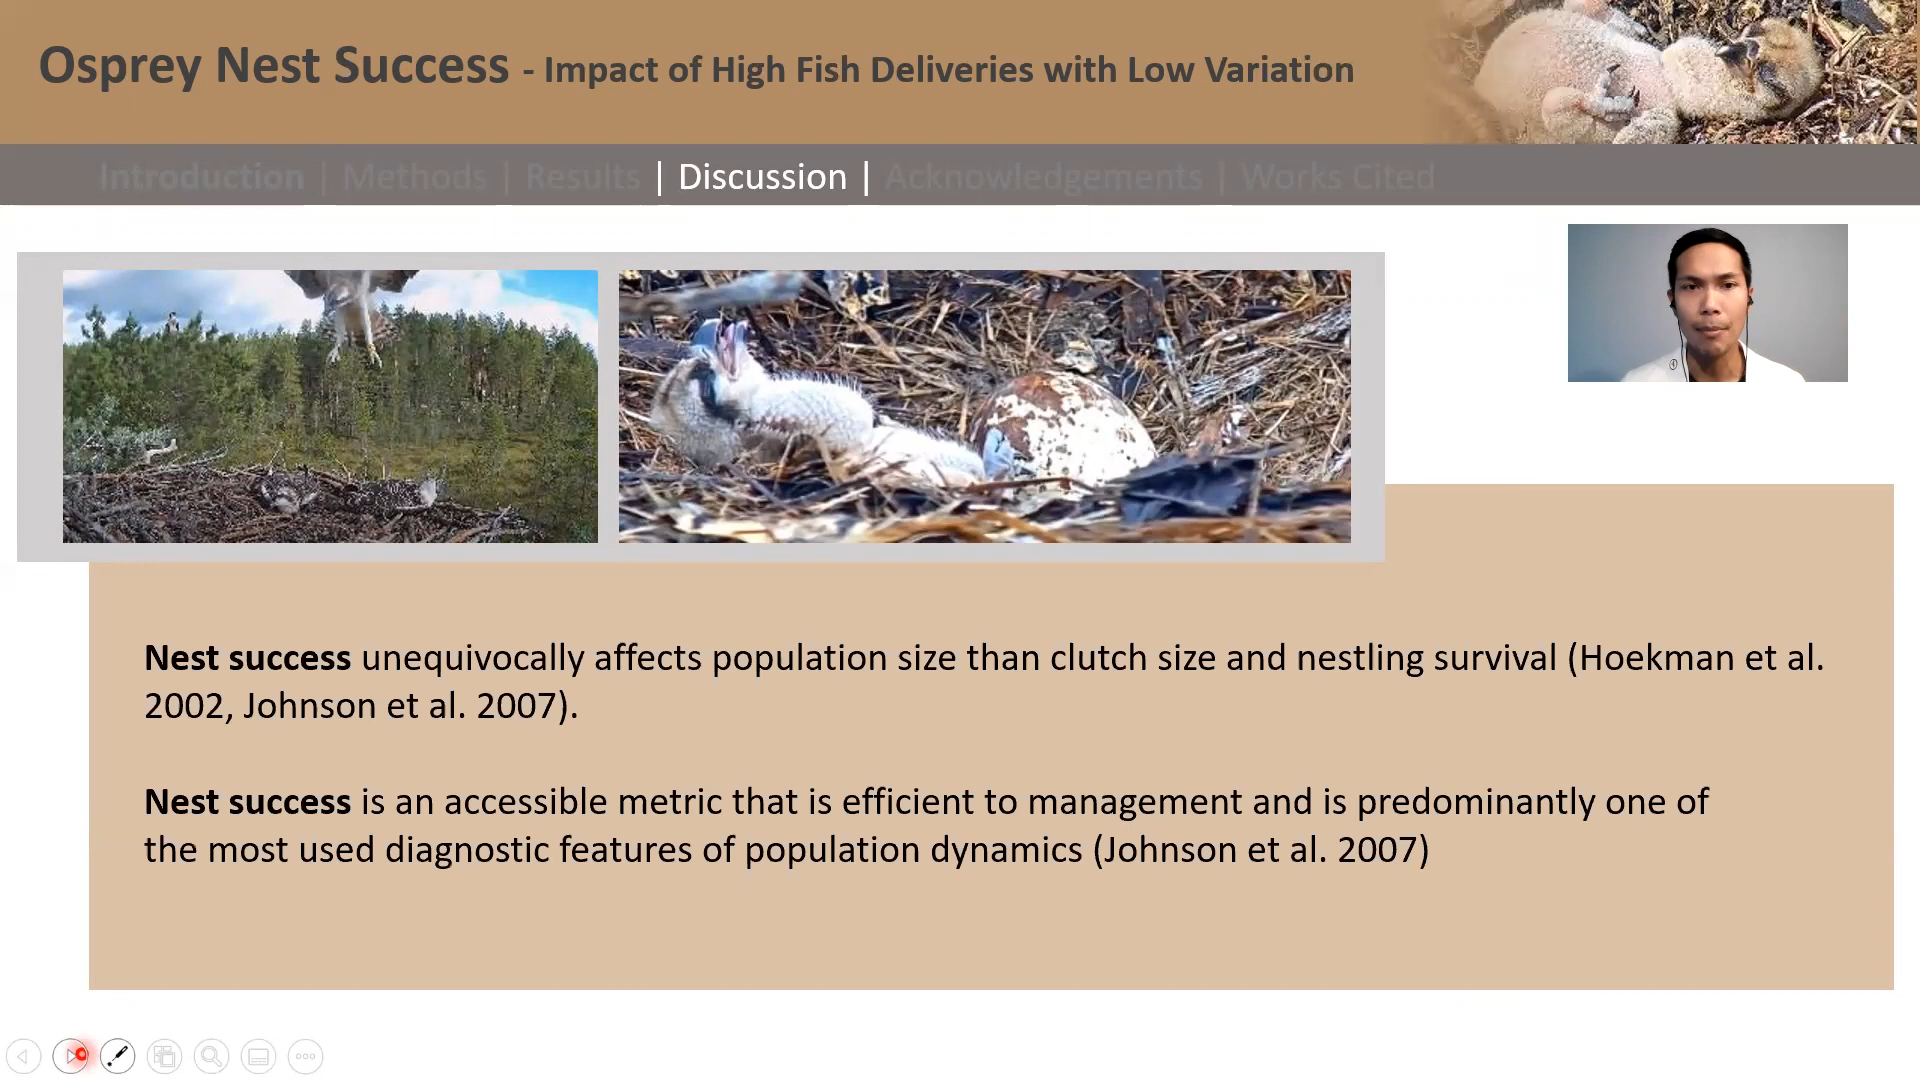 Osprey Nest Success - Impact of High Fish Deliveries with Low Variation
Introduction | Methods | Results | Discussion | Acknowledgements | Works Cited
Nest success unequivocally affects population size than clutch size and nestling survival (Hoekman et al.
2002, Johnson et al. 2007).
Nest success is an accessible metric that is efficient to management and is predominantly one of
the most used diagnostic features of population dynamics (Johnson et al. 2007)